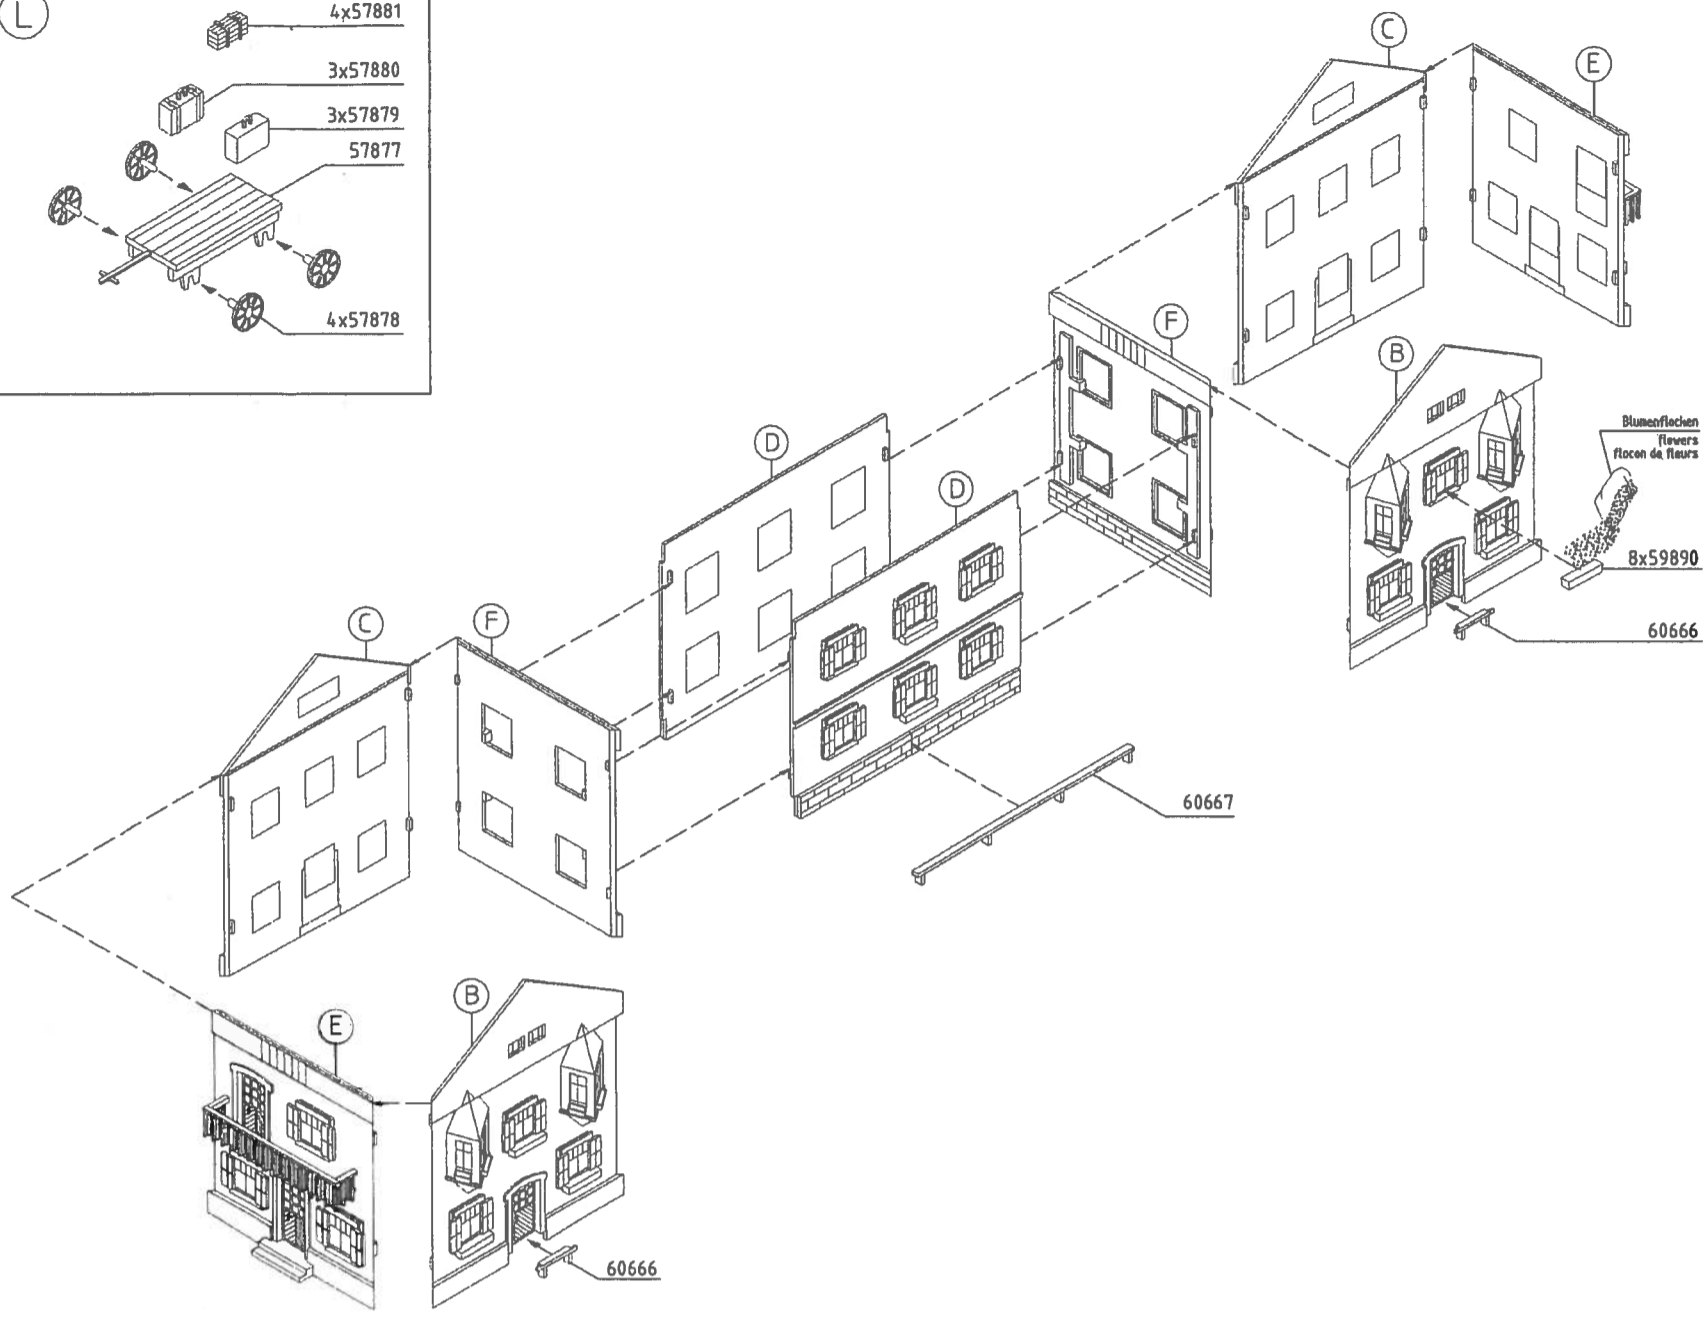 L
4x57881
3x57880
3x57879
57877
4x57878
C
E
F
B
Blumenflocken
flowers
flocon de fleurs
8x59890
60666
D
D
C
F
60667
E
B
60666